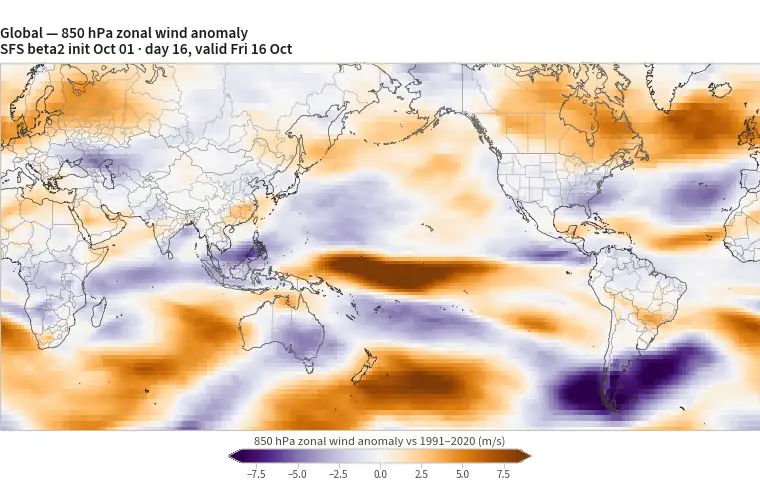 Global — 850 hPa zonal wind anomaly
SFS beta2 init Oct 01 · day 16, valid Fri 16 Oct
850 hPa zonal wind anomaly vs 1991–2020 (m/s)
−7.5 −5.0 −2.5 0.0 2.5 5.0 7.5